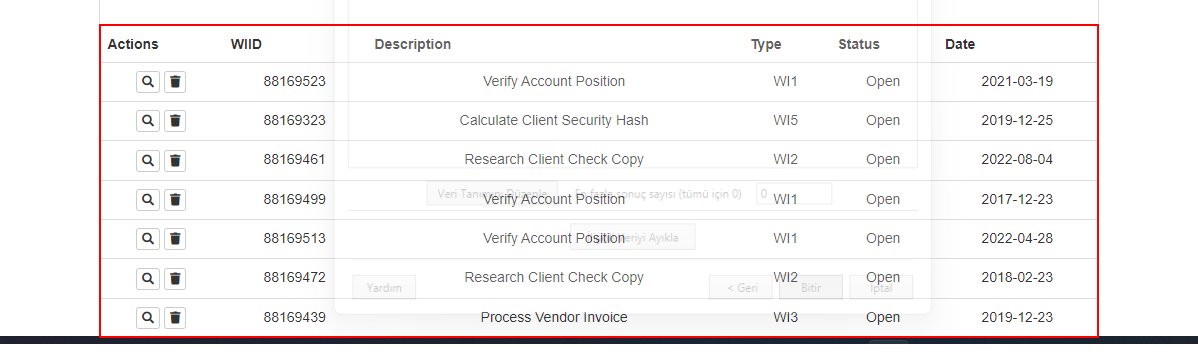 Actions WIID Description Type Status Date
88169523 Verify Account Position WI1 Open 2021-03-19
88169323 Calculate Client Security Hash WI5 Open 2019-12-25
88169461 Research Client Check Copy WI2 Open 2022-08-04
Veri Tanımını Düzenle En fazla sonuç sayısı (tümü için 0) 0
88169499 Verify Account Position WI1 Open 2017-12-23
Veriyi Ayıkla
88169513 Verify Account Position WI1 Open 2022-04-28
88169472 Research Client Check Copy WI2 Open 2018-02-23
Yardım < Geri Bitir İptal
88169439 Process Vendor Invoice WI3 Open 2019-12-23